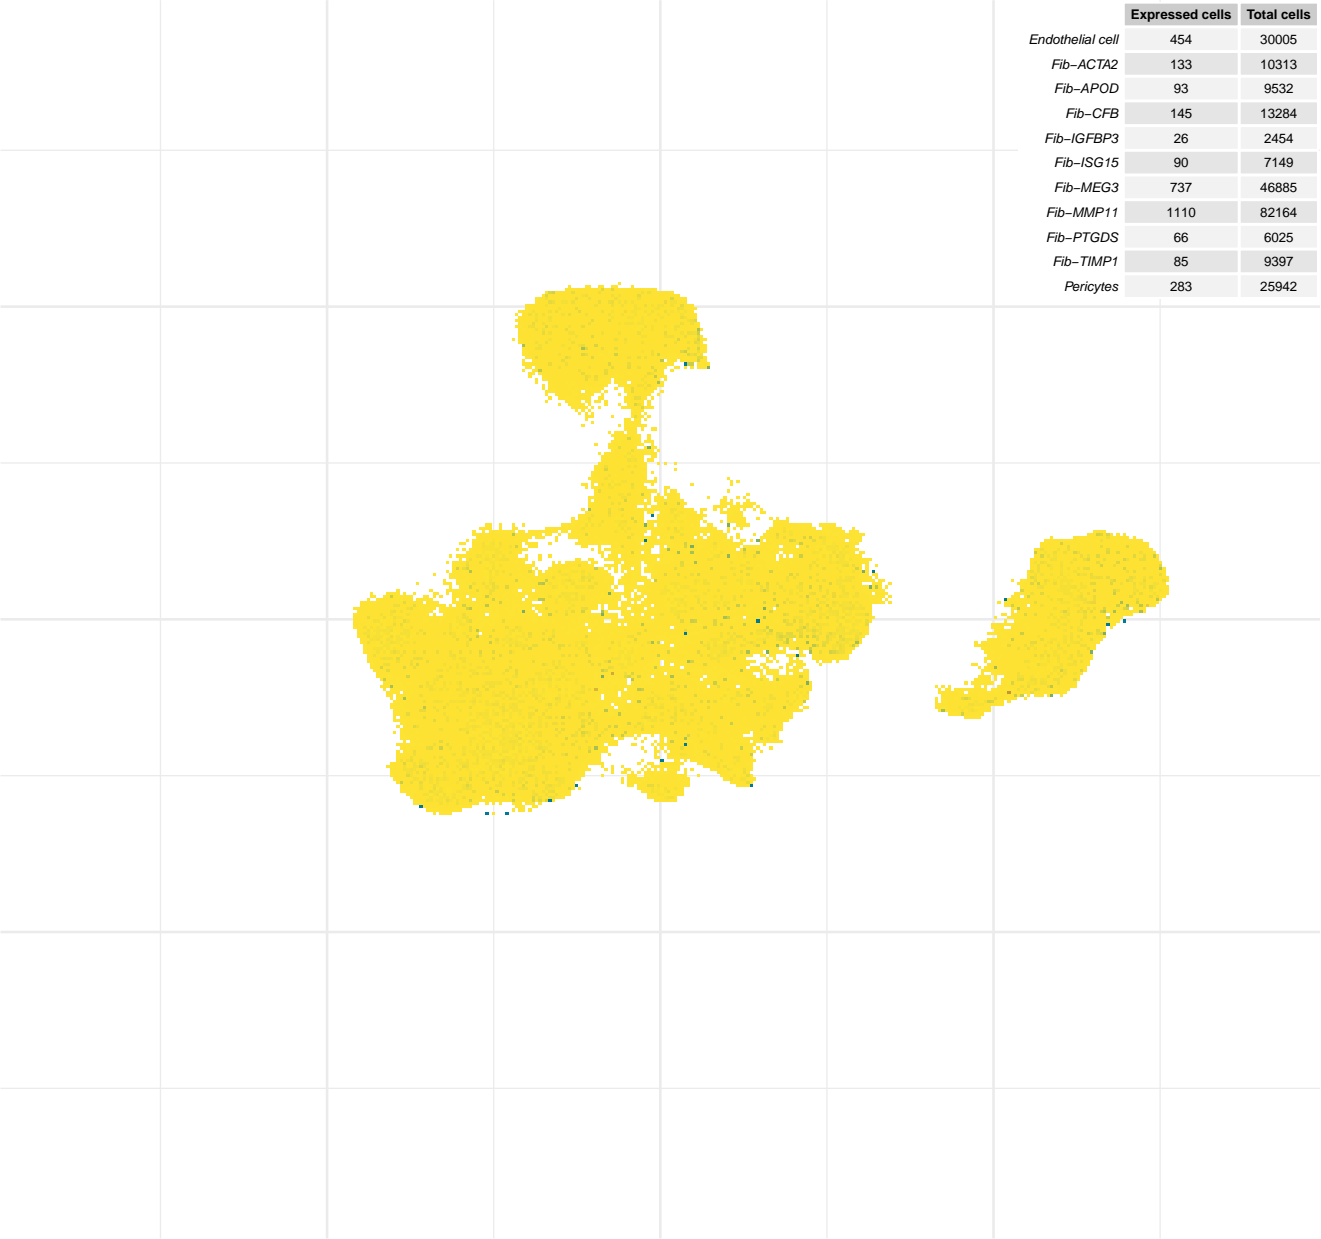 Expressed cells Total cells
Endothelial cell 454 30005
Fib−ACTA2 133 10313
Fib−APOD 93 9532
Fib−CFB 145 13284
Fib−IGFBP3 26 2454
Fib−ISG15 90 7149
Fib−MEG3 737 46885
Fib−MMP11 1110 82164
Fib−PTGDS 66 6025
Fib−TIMP1 85 9397
Pericytes 283 25942